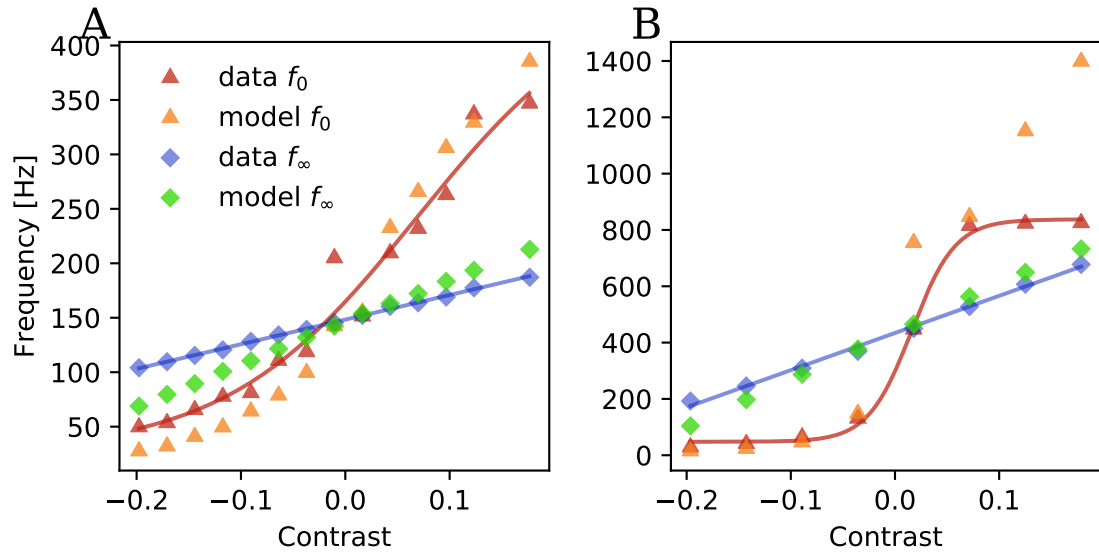 A
B
400
350
300
250
200
150
100
50
Frequency [Hz]
data f₀
model f₀
data f∞
model f∞
−0.2
−0.1
0.0
0.1
Contrast
1400
1200
1000
800
600
400
200
0
−0.2
−0.1
0.0
0.1
Contrast